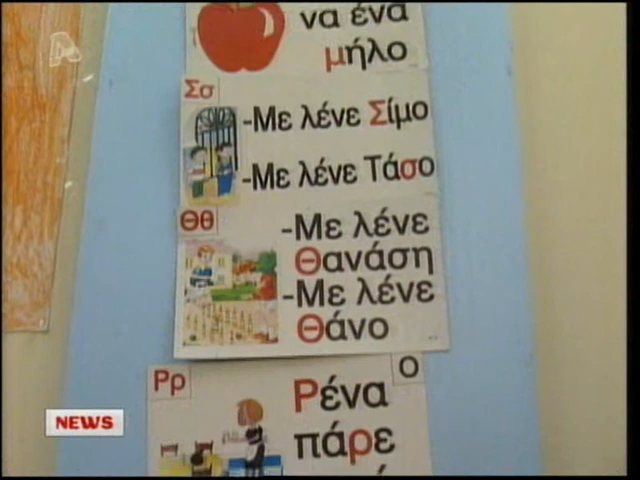 να ένα
μήλο
Σσ
-Με λένε Σίμο
-Με λένε Τάσο
Θθ
-Με λένε
Θανάση
-Με λένε
Θάνο
Ρρ
Ο
Ρένα
πάρε
NEWS